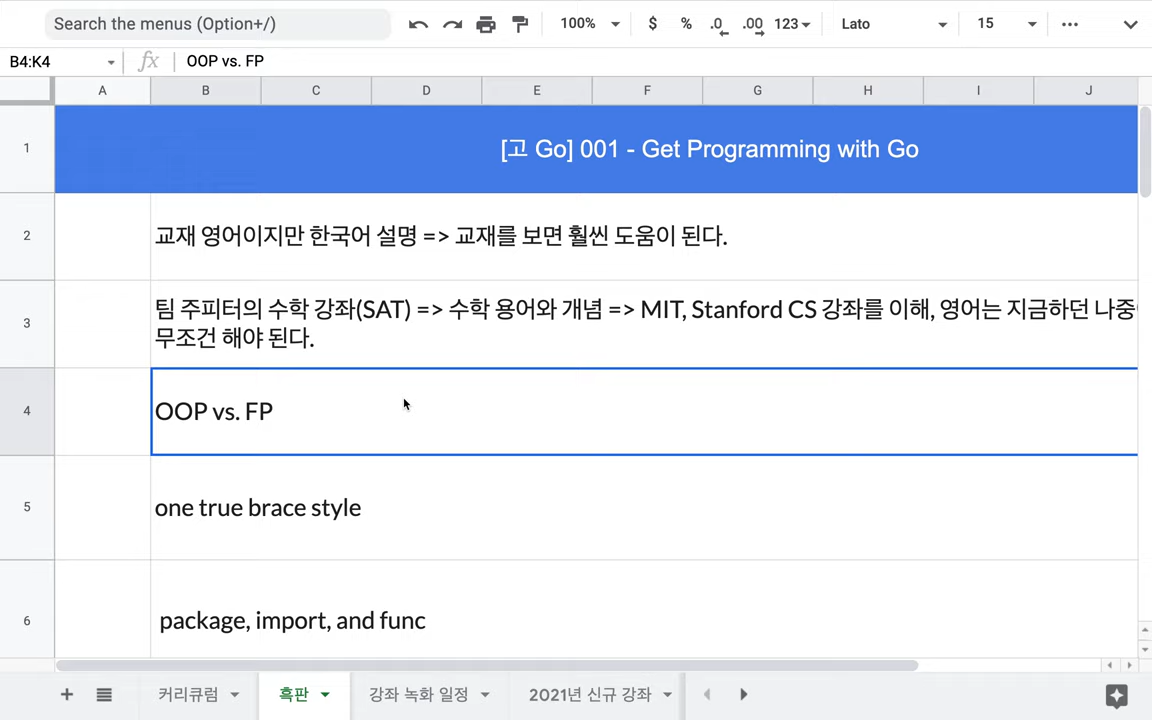 Search the menus (Option+/)
100%
$
%
.0
.00
123
Lato
15
B4:K4
fx
OOP vs. FP
A B C D E F G H I J
1
[고 Go] 001 - Get Programming with Go
2
교재 영어이지만 한국어 설명 => 교재를 보면 훨씬 도움이 된다.
3
팀 주피터의 수학 강좌(SAT) => 수학 용어와 개념 => MIT, Stanford CS 강좌를 이해, 영어는 지금하던 나중
무조건 해야 된다.
4
OOP vs. FP
5
one true brace style
6
package, import, and func
커리큘럼
흑판
강좌 녹화 일정
2021년 신규 강좌